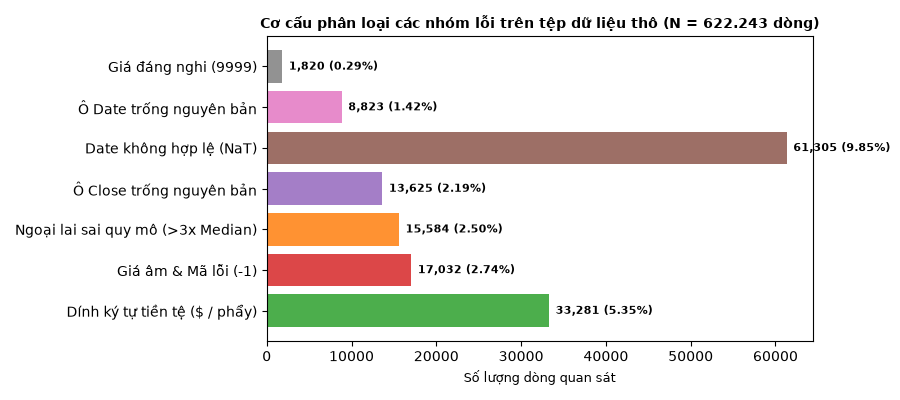 Cơ cấu phân loại các nhóm lỗi trên tệp dữ liệu thô (N = 622.243 dòng)
Giá đáng nghi (9999) 1,820 (0.29%)
Ô Date trống nguyên bản 8,823 (1.42%)
Date không hợp lệ (NaT) 61,305 (9.85%)
Ô Close trống nguyên bản 13,625 (2.19%)
Ngoại lai sai quy mô (>3x Median) 15,584 (2.50%)
Giá âm & Mã lỗi (-1) 17,032 (2.74%)
Dính ký tự tiền tệ ($ / phẩy) 33,281 (5.35%)
0 10000 20000 30000 40000 50000 60000
Số lượng dòng quan sát